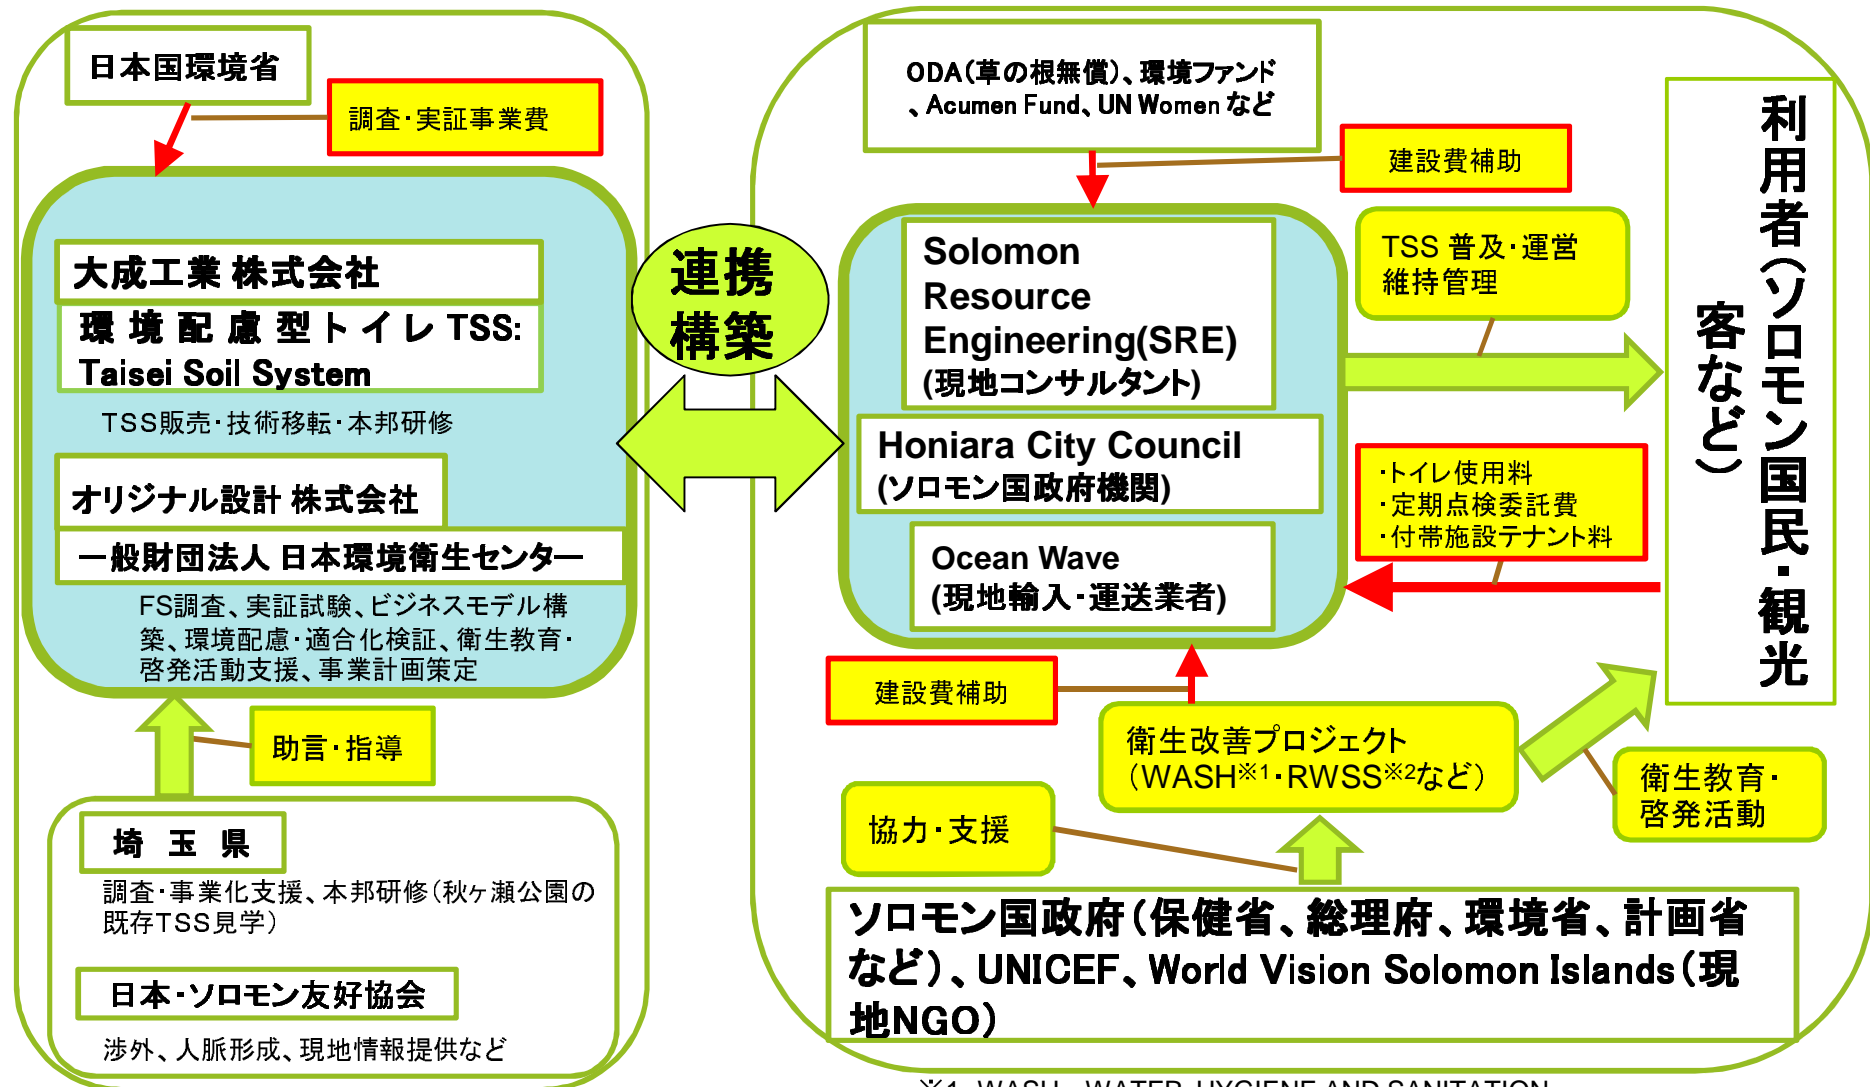 日本国環境省
調査・実証事業費
大成工業 株式会社
環境配慮型トイレ TSS:
Taisei Soil System
TSS販売・技術移転・本邦研修
オリジナル設計 株式会社
一般財団法人 日本環境衛生センター
FS調査、実証試験、ビジネスモデル構
築、環境配慮・適合化検証、衛生教育・
啓発活動支援、事業計画策定
助言・指導
埼 玉 県
調査・事業化支援、本邦研修(秋ヶ瀬公園の
既存TSS見学)
日本・ソロモン友好協会
渉外、人脈形成、現地情報提供など
連携
構築
ODA(草の根無償)、環境ファンド
、Acumen Fund、UN Women など
建設費補助
Solomon
Resource
Engineering(SRE)
(現地コンサルタント)
Honiara City Council
(ソロモン国政府機関)
Ocean Wave
(現地輸入・運送業者)
TSS 普及・運営
維持管理
・トイレ使用料
・定期点検委託費
・付帯施設テナント料
利用者(ソロモン国民・観光
客など)
建設費補助
衛生改善プロジェクト
(WASH※1・RWSS※2など)
衛生教育・
啓発活動
協力・支援
ソロモン国政府(保健省、総理府、環境省、計画省
など)、UNICEF、World Vision Solomon Islands(現
地NGO)
※1 WASH WATER, HYGIENE AND SANITATION